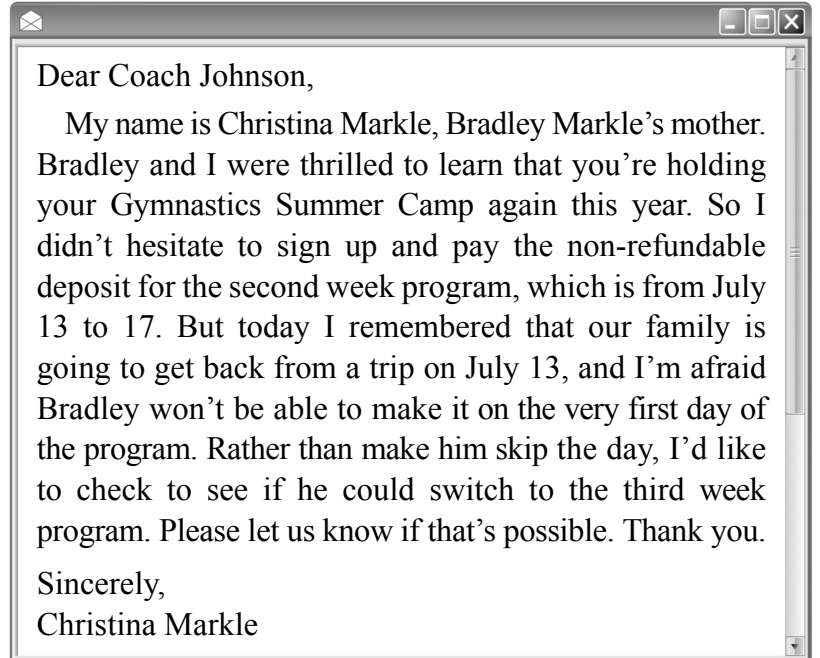 Dear Coach Johnson,
My name is Christina Markle, Bradley Markle's mother.
Bradley and I were thrilled to learn that you're holding
your Gymnastics Summer Camp again this year. So I
didn't hesitate to sign up and pay the non-refundable
deposit for the second week program, which is from July
13 to 17. But today I remembered that our family is
going to get back from a trip on July 13, and I'm afraid
Bradley won't be able to make it on the very first day of
the program. Rather than make him skip the day, I'd like
to check to see if he could switch to the third week
program. Please let us know if that's possible. Thank you.
Sincerely,
Christina Markle